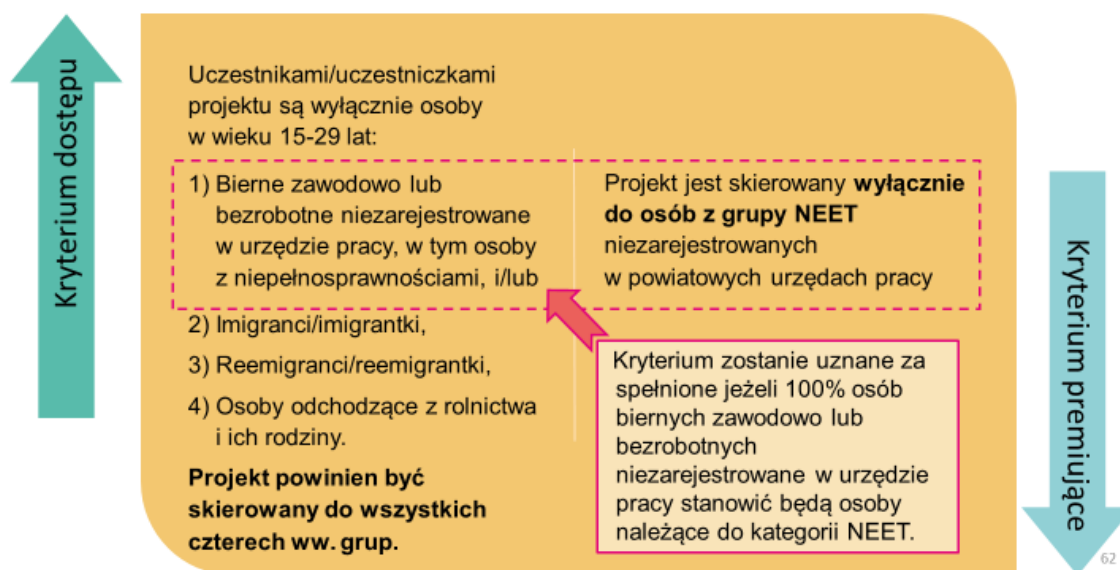 Kryterium dostępu
Uczestnikami/uczestniczkami
projektu są wyłącznie osoby
w wieku 15-29 lat:
1) Bierne zawodowo lub
bezrobotne niezarejestrowane
w urzędzie pracy, w tym osoby
z niepełnosprawnościami, i/lub
2) Imigranci/imigrantki,
3) Reemigranci/reemigrantki,
4) Osoby odchodzące z rolnictwa
i ich rodziny.
Projekt powinien być
skierowany do wszystkich
czterech ww. grup.
Projekt jest skierowany wyłącznie
do osób z grupy NEET
niezarejestrowanych
w powiatowych urzędach pracy
Kryterium zostanie uznane za
spełnione jeżeli 100% osób
biernych zawodowo lub
bezrobotnych
niezarejestrowane w urzędzie
pracy stanowić będą osoby
należące do kategorii NEET.
Kryterium premiujące
62